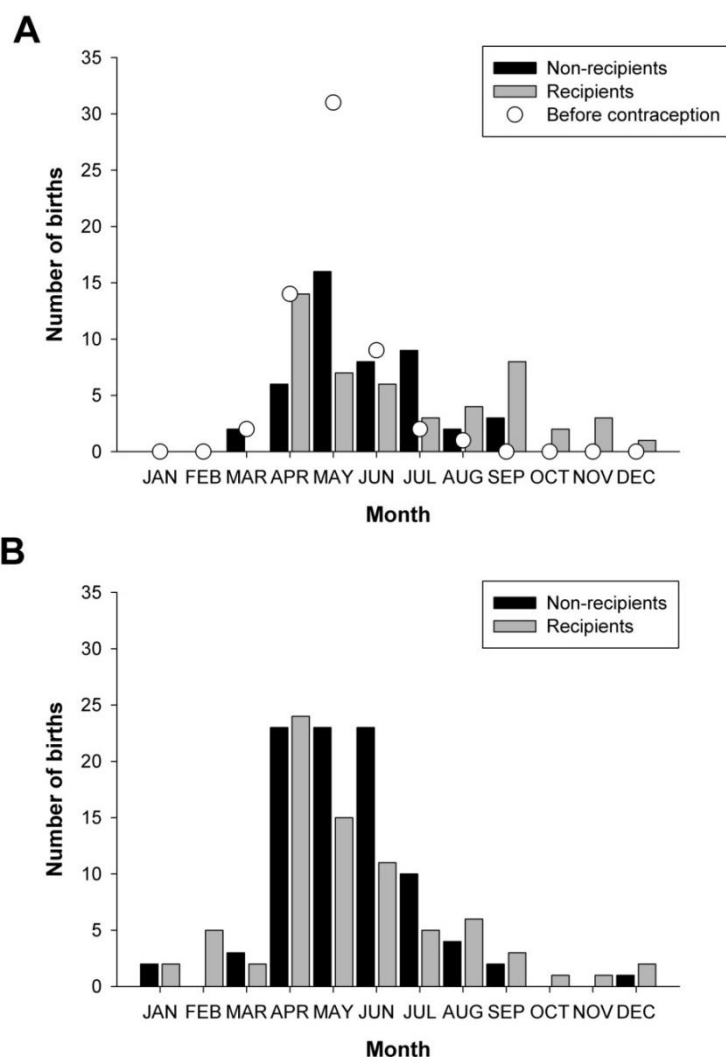 A
35
30
25
20
15
10
5
0
Number of births
Non-recipients
Recipients
Before contraception
JAN FEB MAR APR MAY JUN JUL AUG SEP OCT NOV DEC
Month
B
35
30
25
20
15
10
5
0
Number of births
Non-recipients
Recipients
JAN FEB MAR APR MAY JUN JUL AUG SEP OCT NOV DEC
Month